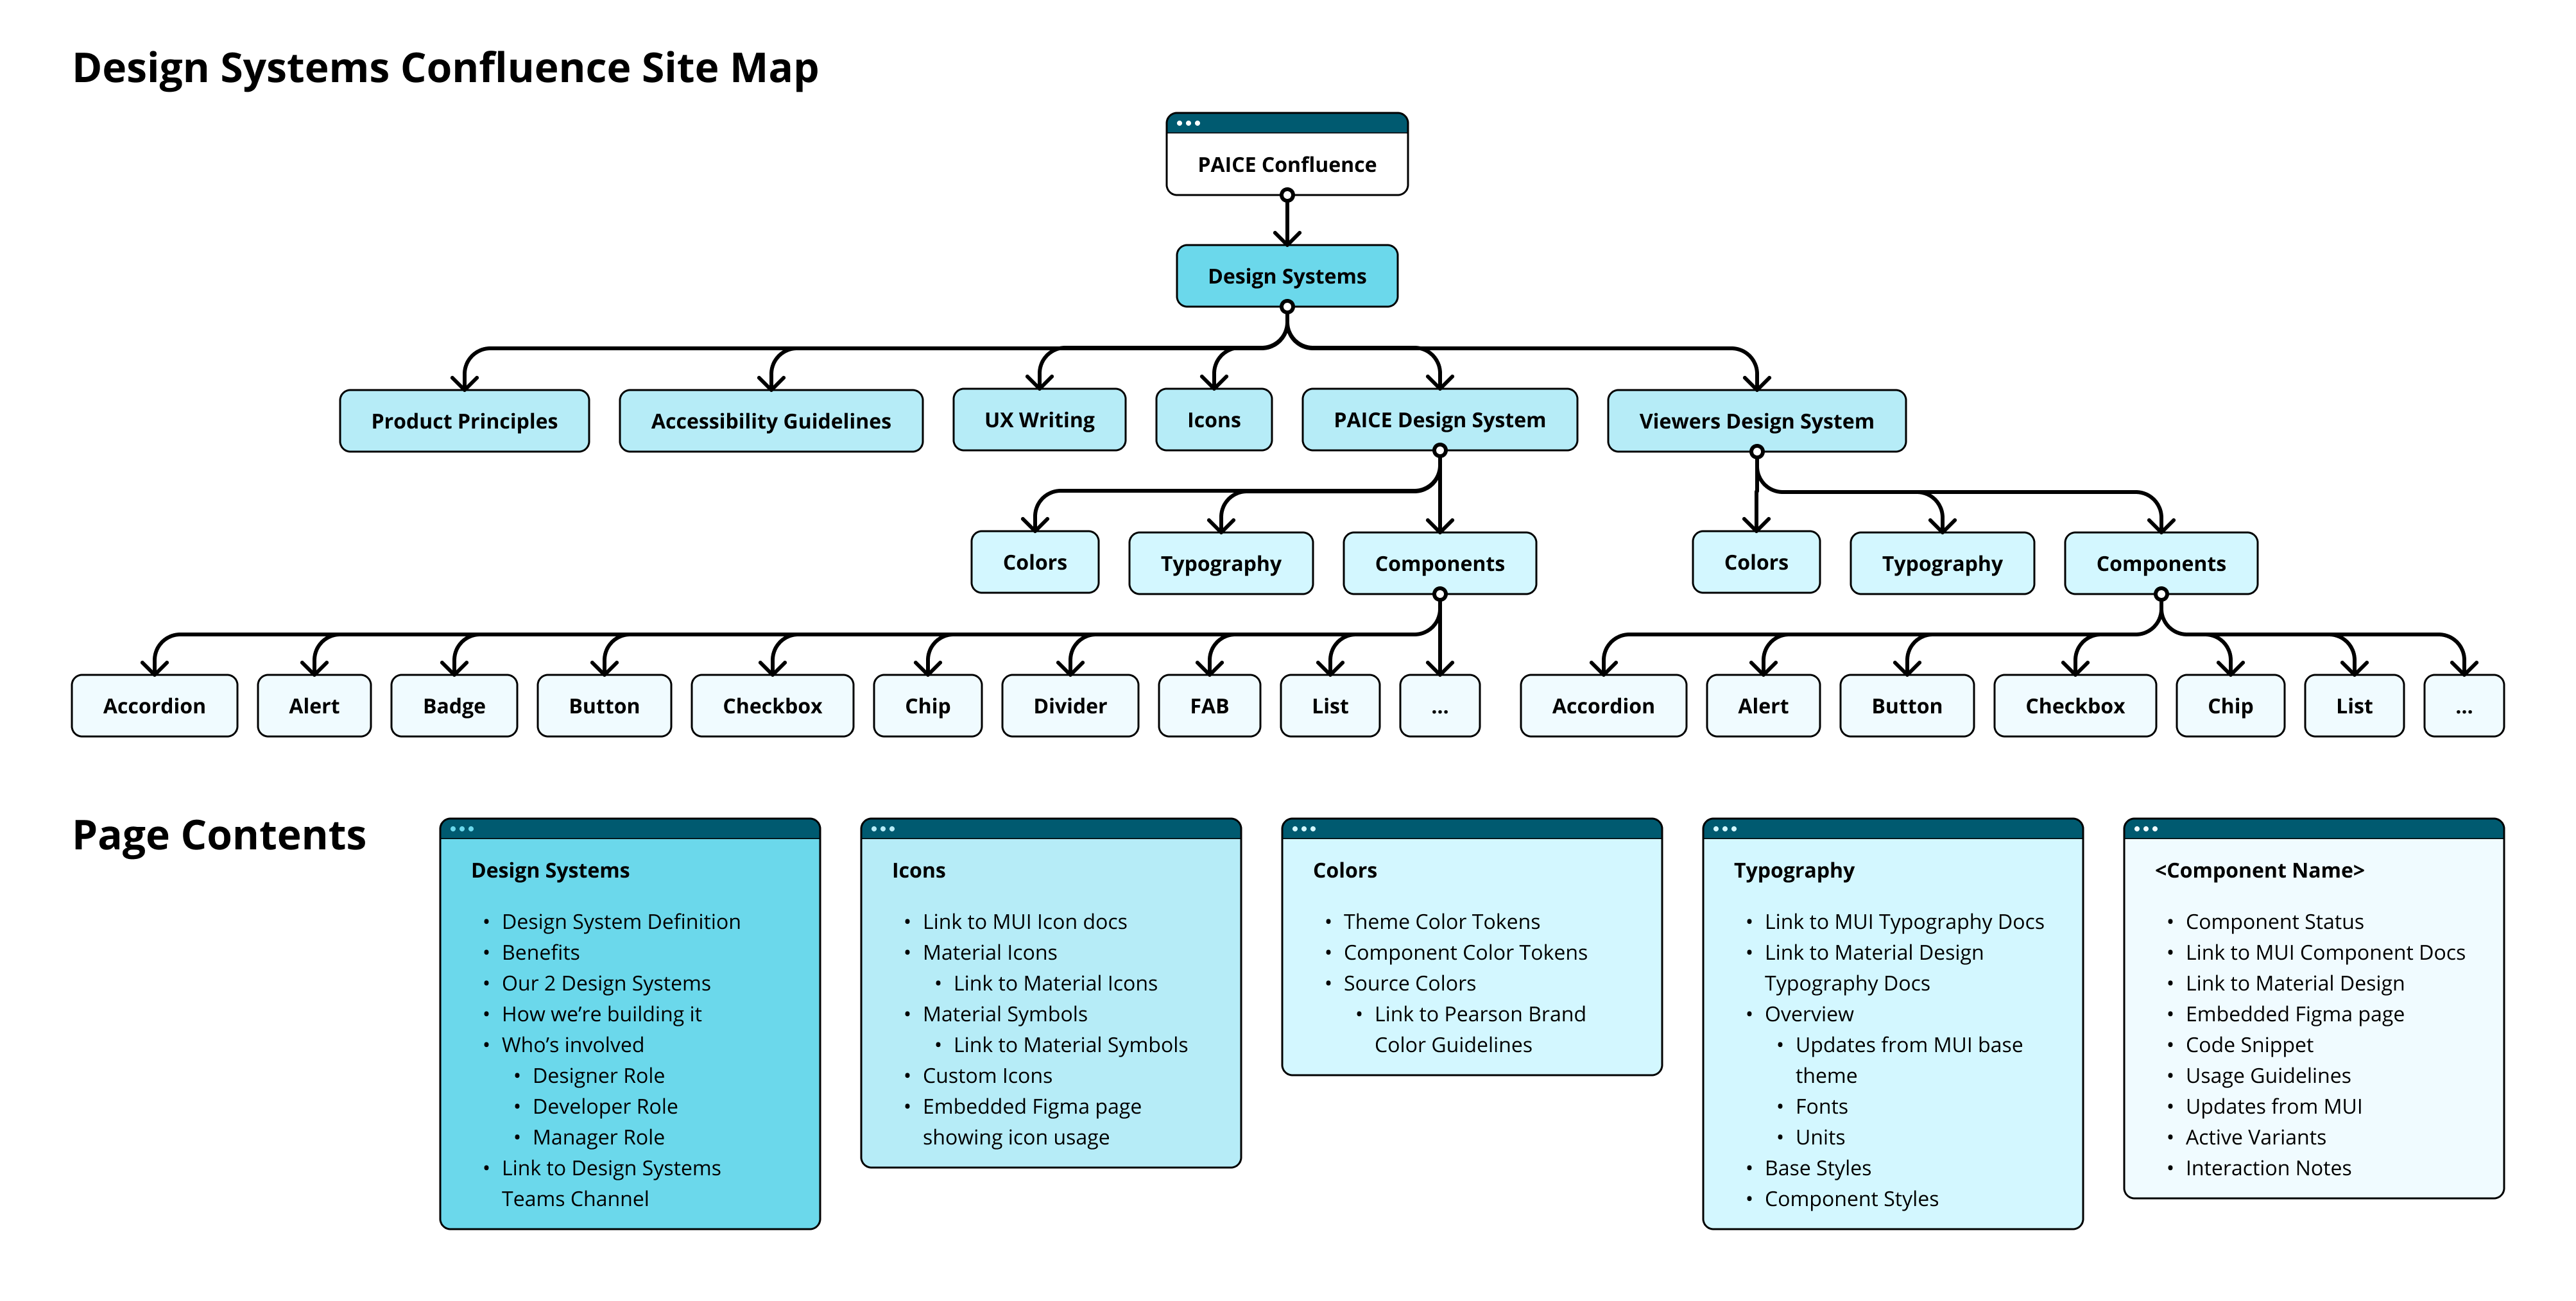 Design Systems Confluence Site Map
PAICE Confluence
Design Systems
Product Principles
Accessibility Guidelines
UX Writing
Icons
PAICE Design System
Viewers Design System
Colors
Typography
Components
Colors
Typography
Components
Accordion
Alert
Badge
Button
Checkbox
Chip
Divider
FAB
List
...
Accordion
Alert
Button
Checkbox
Chip
List
...
Page Contents
Design Systems
• Design System Definition
• Benefits
• Our 2 Design Systems
• How we’re building it
• Who’s involved
• Designer Role
• Developer Role
• Manager Role
• Link to Design Systems
Teams Channel
Icons
• Link to MUI Icon docs
• Material Icons
• Link to Material Icons
• Material Symbols
• Link to Material Symbols
• Custom Icons
• Embedded Figma page
showing icon usage
Colors
• Theme Color Tokens
• Component Color Tokens
• Source Colors
• Link to Pearson Brand
Color Guidelines
Typography
• Link to MUI Typography Docs
• Link to Material Design
Typography Docs
• Overview
• Updates from MUI base
theme
• Fonts
• Units
• Base Styles
• Component Styles
<Component Name>
• Component Status
• Link to MUI Component Docs
• Link to Material Design
• Embedded Figma page
• Code Snippet
• Usage Guidelines
• Updates from MUI
• Active Variants
• Interaction Notes